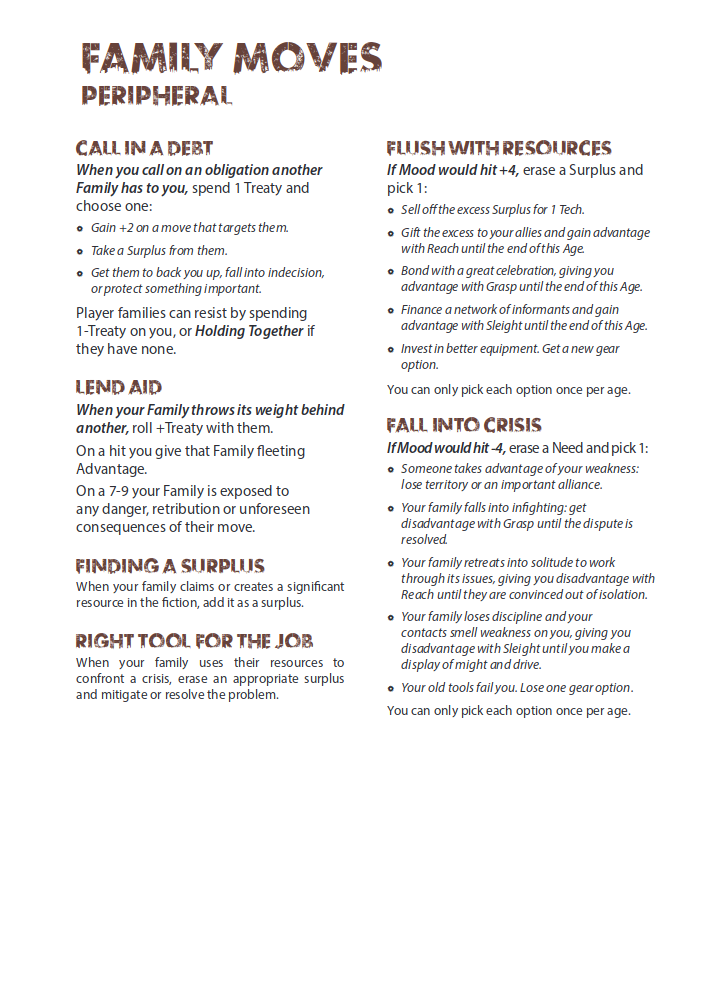 FAMILY MOVES
PERIPHERAL
CALL IN A DEBT
When you call on an obligation another
Family has to you, spend 1 Treaty and
choose one:
Gain +2 on a move that targets them.
Take a Surplus from them.
Get them to back you up, fall into indecision,
or protect something important.
Player families can resist by spending
1-Treaty on you, or Holding Together if
they have none.
LEND AID
When your Family throws its weight behind
another, roll +Treaty with them.
On a hit you give that Family fleeting
Advantage.
On a 7-9 your Family is exposed to
any danger, retribution or unforeseen
consequences of their move.
FINDING A SURPLUS
When your family claims or creates a significant
resource in the fiction, add it as a surplus.
RIGHT TOOL FOR THE JOB
When your family uses their resources to
confront a crisis, erase an appropriate surplus
and mitigate or resolve the problem.
FLUSH WITH RESOURCES
If Mood would hit +4, erase a Surplus and
pick 1:
Sell off the excess Surplus for 1 Tech.
Gift the excess to your allies and gain advantage
with Reach until the end of this Age.
Bond with a great celebration, giving you
advantage with Grasp until the end of this Age.
Finance a network of informants and gain
advantage with Sleight until the end of this Age.
Invest in better equipment. Get a new gear
option.
You can only pick each option once per age.
FALL INTO CRISIS
If Mood would hit -4, erase a Need and pick 1:
Someone takes advantage of your weakness:
lose territory or an important alliance.
Your family falls into infighting: get
disadvantage with Grasp until the dispute is
resolved.
Your family retreats into solitude to work
through its issues, giving you disadvantage with
Reach until they are convinced out of isolation.
Your family loses discipline and your
contacts smell weakness on you, giving you
disadvantage with Sleight until you make a
display of might and drive.
Your old tools fail you. Lose one gear option.
You can only pick each option once per age.